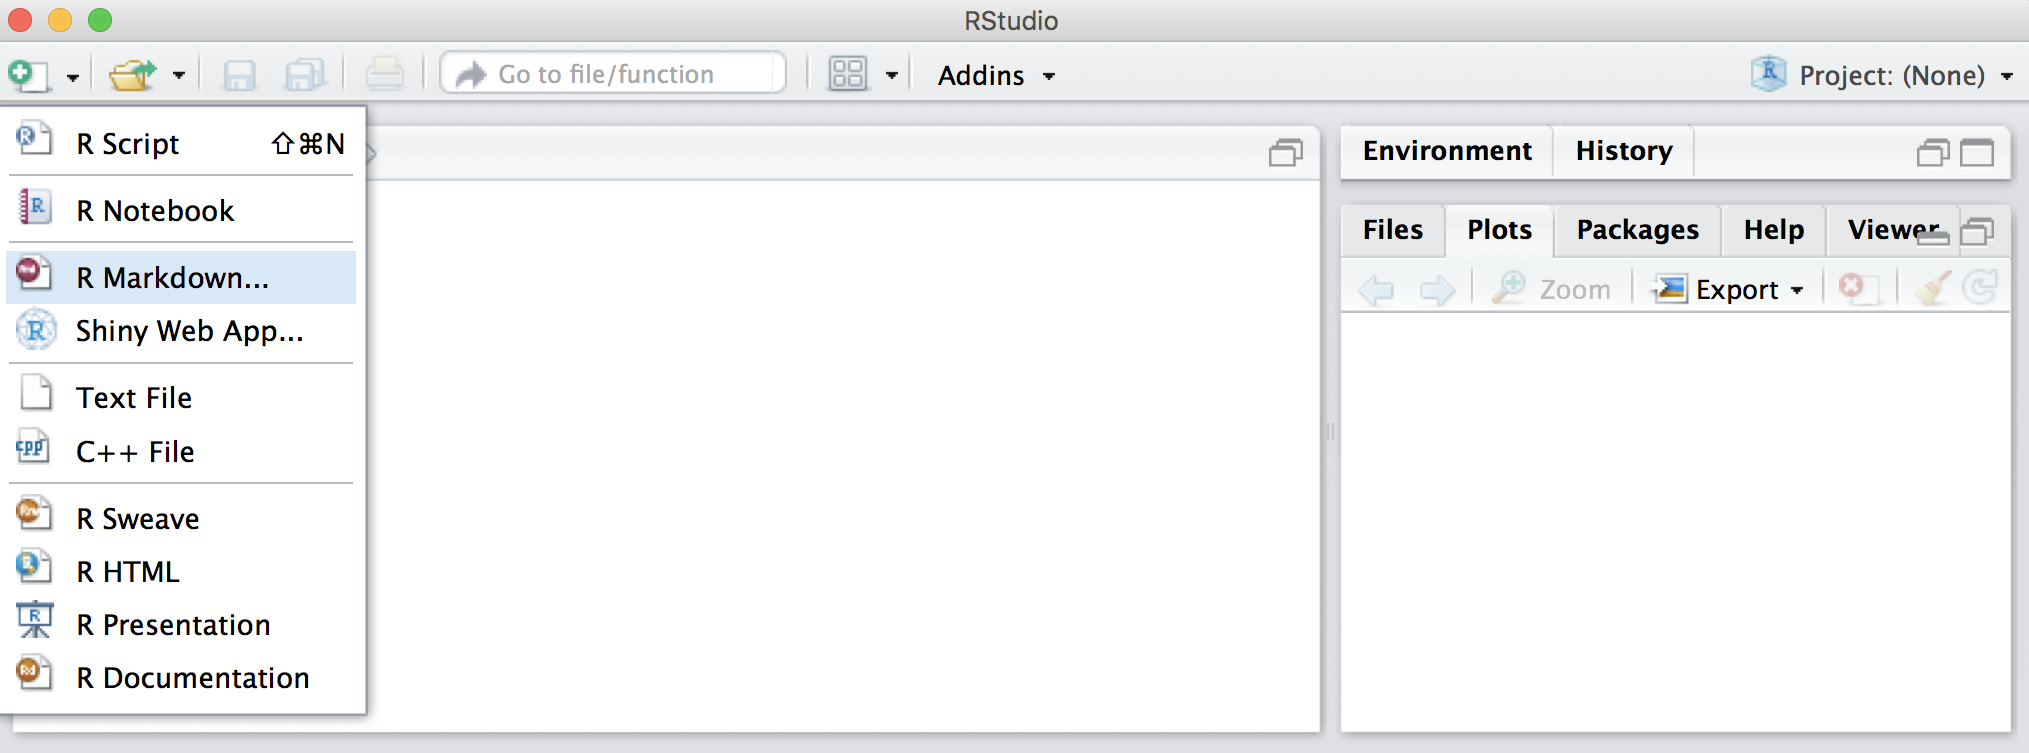 RStudio
Go to file/function
Addins
Project: (None)
R Script ⇧⌘N
R Notebook
R Markdown...
Shiny Web App...
Text File
C++ File
R Sweave
R HTML
R Presentation
R Documentation
Environment History
Files Plots Packages Help Viewer
Zoom Export